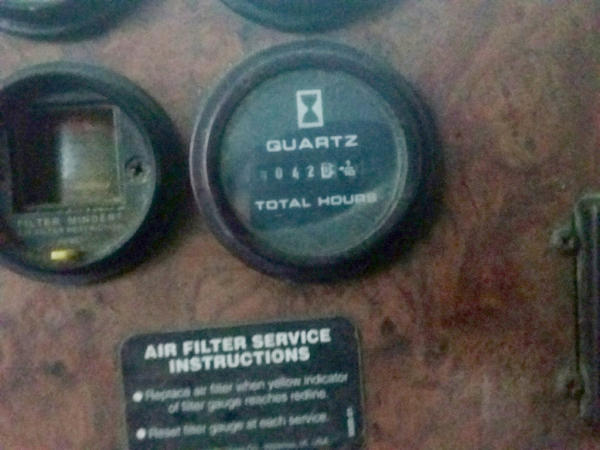 QUARTZ
042
TOTAL HOURS
FILTER MINDER
AIR FILTER SERVICE
INSTRUCTIONS
Replace air filter when yellow indicator
of filter gauge reaches redline.
Reset filter gauge at each service.